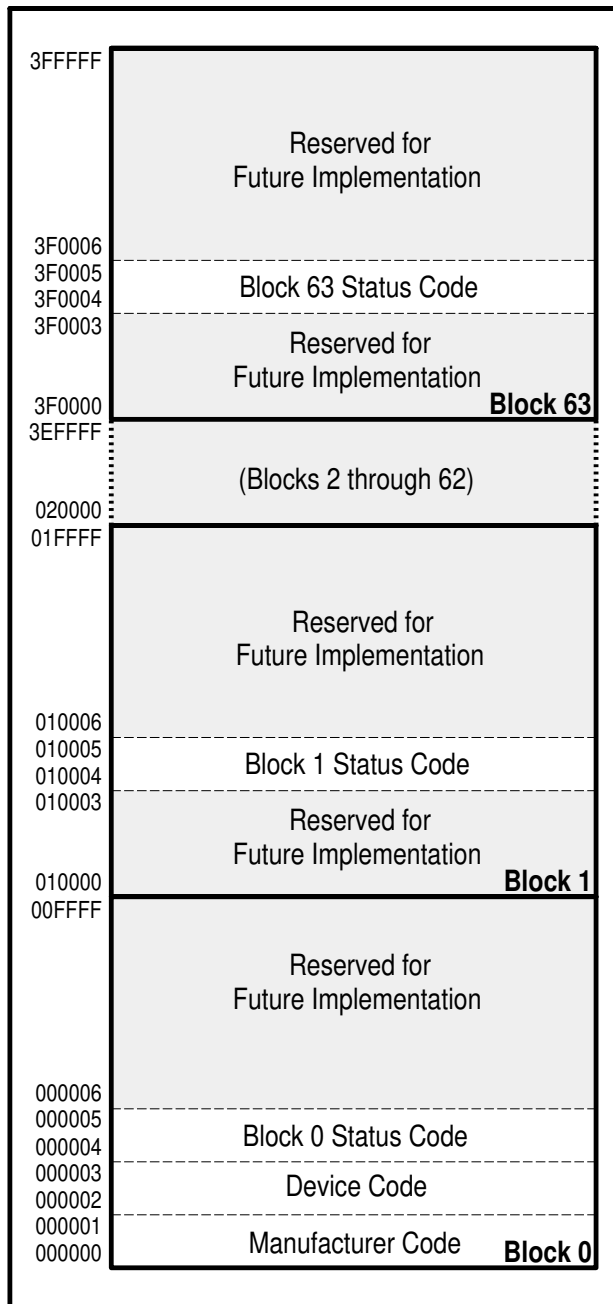 3FFFFF
Reserved for
Future Implementation
3F0006
3F0005
Block 63 Status Code
3F0004
3F0003
Reserved for
Future Implementation
3F0000
Block 63
3EFFFF
(Blocks 2 through 62)
020000
01FFFF
Reserved for
Future Implementation
010006
010005
Block 1 Status Code
010004
010003
Reserved for
Future Implementation
010000
Block 1
00FFFF
Reserved for
Future Implementation
000006
000005
Block 0 Status Code
000004
000003
Device Code
000002
000001
Manufacturer Code
000000
Block 0